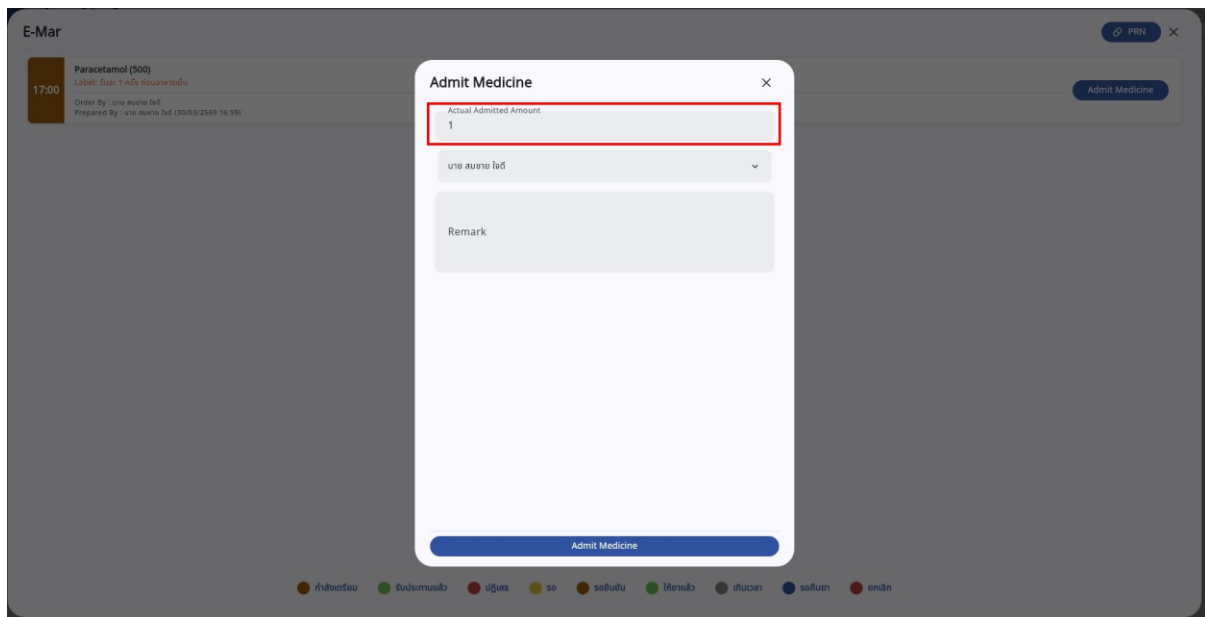 E-Mar
PRN
17:00
Paracetamol (500)
Label: วันละ 1 ครั้ง ก่อนอาหารเย็น
Order By : นาย สมชาย ใจดี
Prepared By : นาย สมชาย ใจดี (30/03/2569 16:59)
Admit Medicine
Admit Medicine
Actual Admitted Amount
1
นาย สมชาย ใจดี
Remark
Admit Medicine
กำลังเตรียม รับประทานแล้ว ปฏิเสธ รอ รอยืนยัน ให้ยาแล้ว เกินเวลา รอคืนยา ยกเลิก